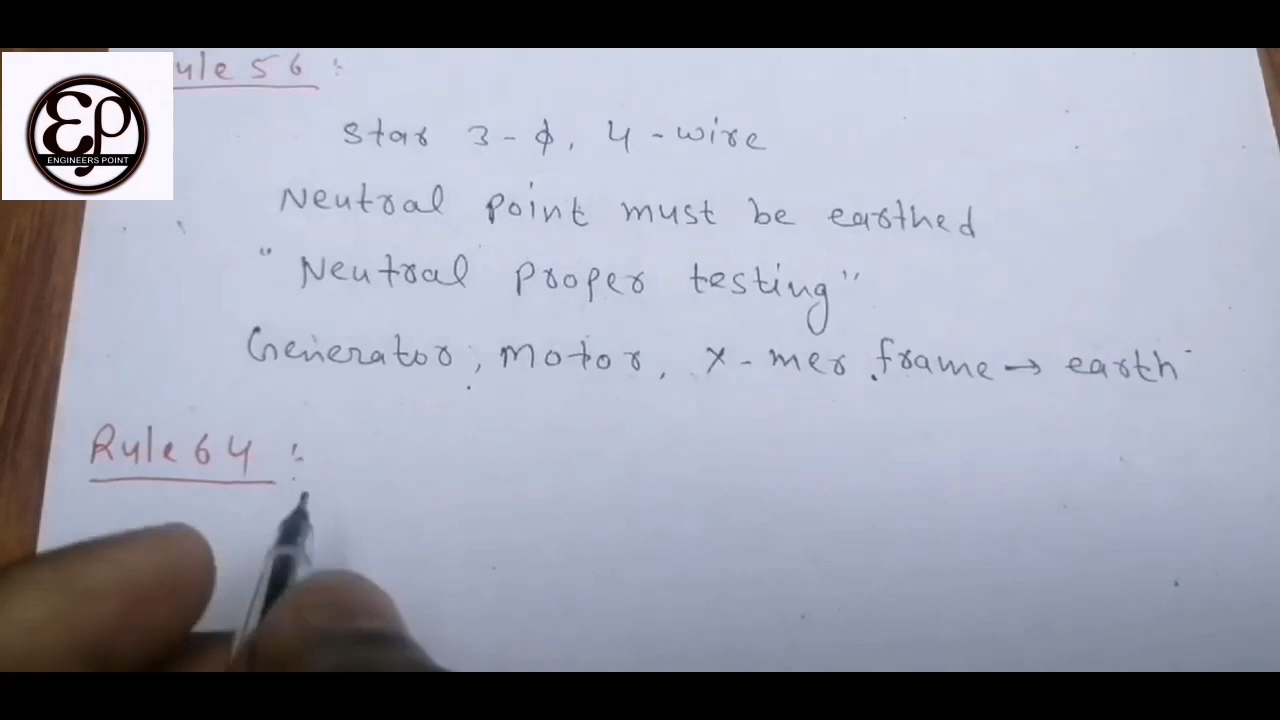 EP
ENGINEERS POINT
ule 56 :
star 3-ϕ, 4-wire
Neutral point must be earthed
"Neutral proper testing"
Generator, motor, x-mer frame → earth
Rule 64 :